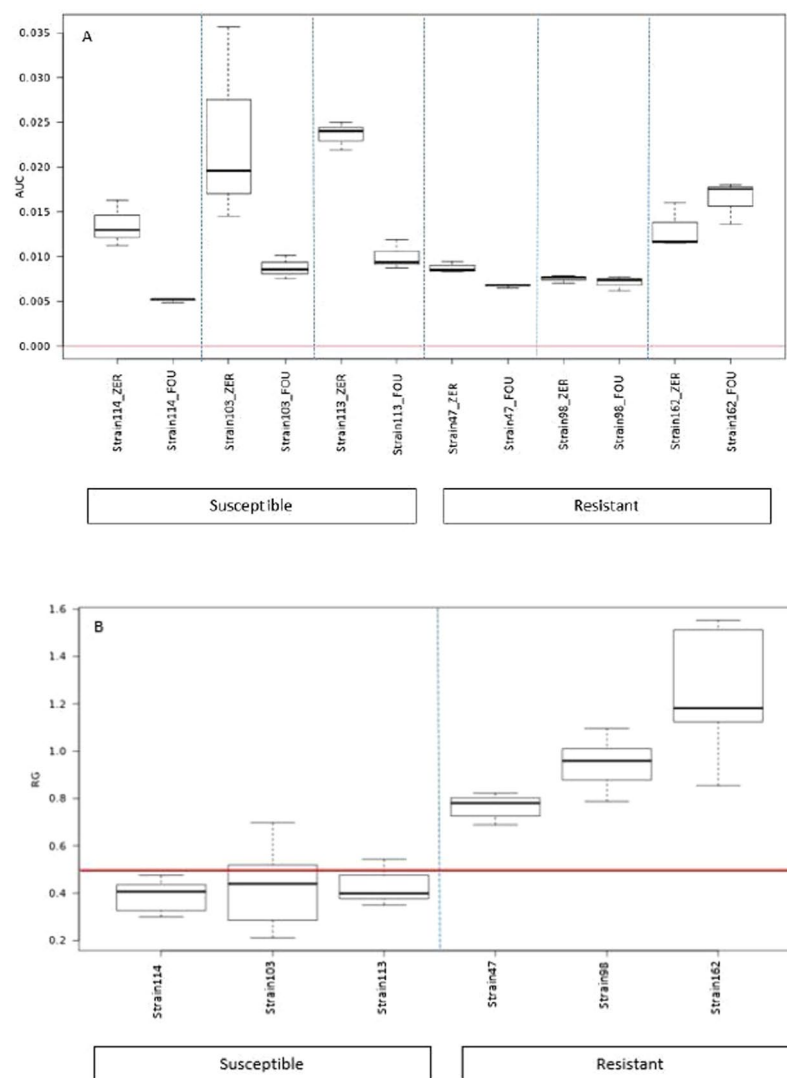 A
AUC
0.035
0.030
0.025
0.020
0.015
0.010
0.005
0.000
Strain114_ZER
Strain114_FOU
Strain103_ZER
Strain103_FOU
Strain113_ZER
Strain113_FOU
Strain47_ZER
Strain47_FOU
Strain98_ZER
Strain98_FOU
Strain162_ZER
Strain162_FOU
Susceptible
Resistant
B
RG
1.6
1.4
1.2
1.0
0.8
0.6
0.4
0.2
Strain114
Strain103
Strain113
Strain47
Strain98
Strain162
Susceptible
Resistant